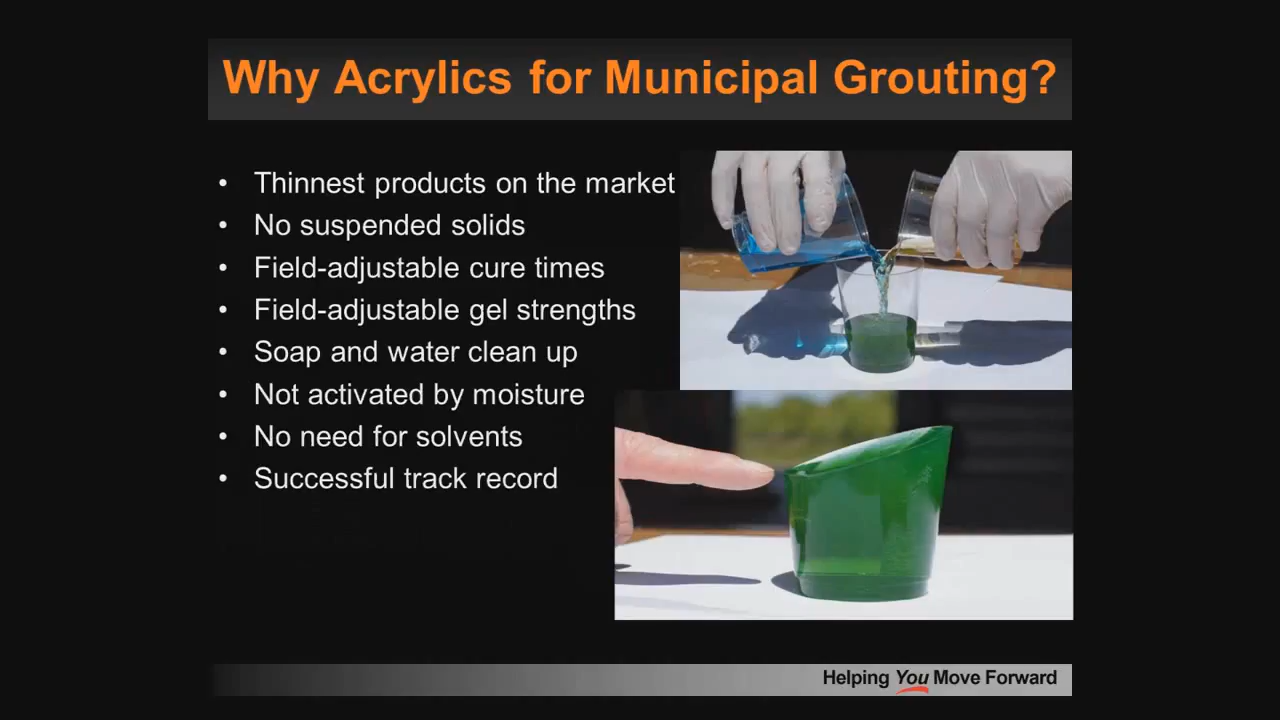 Why Acrylics for Municipal Grouting?
• Thinnest products on the market
• No suspended solids
• Field-adjustable cure times
• Field-adjustable gel strengths
• Soap and water clean up
• Not activated by moisture
• No need for solvents
• Successful track record
Helping You Move Forward